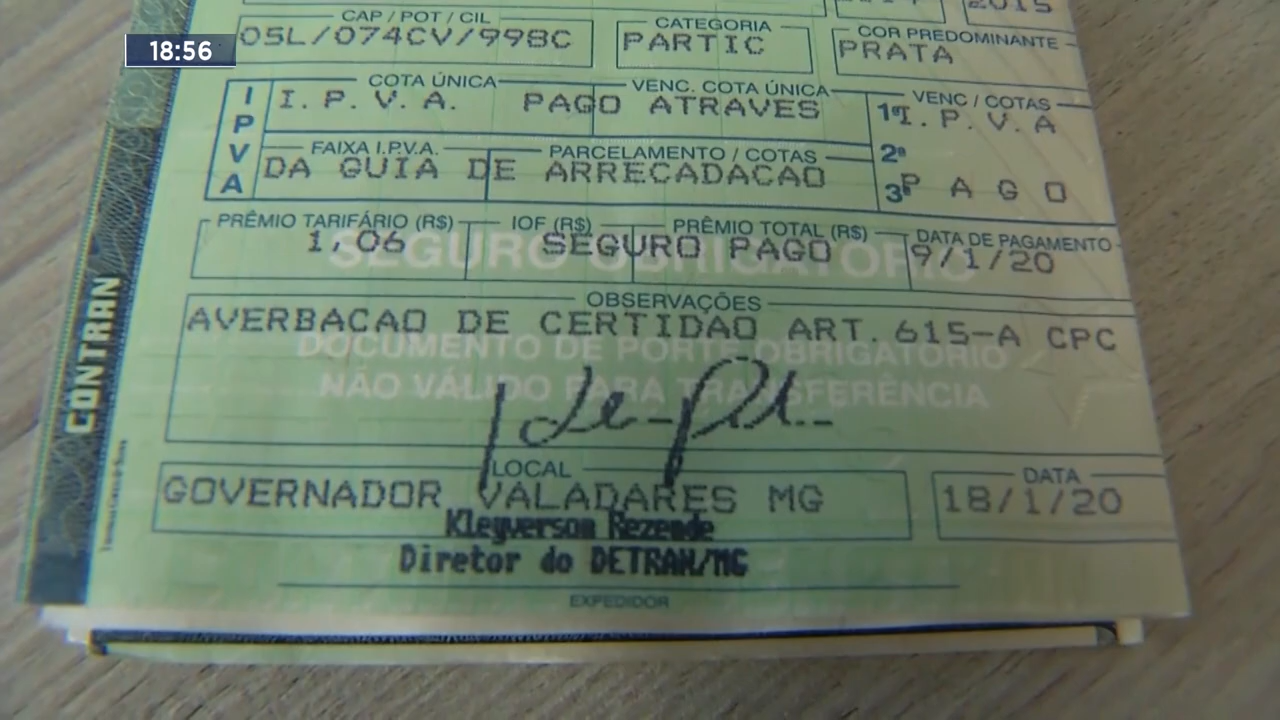 18:56
2015
CAP / POT / CIL
CATEGORIA
COR PREDOMINANTE
05L/074CV/998C
PARTIC
PRATA
IPVA
COTA ÚNICA
VENC. COTA ÚNICA
VENC / COTAS
I. P. V. A. PAGO ATRAVES
1ª I. P. V. A
FAIXA I.P.V.A.
PARCELAMENTO / COTAS
2ª
DA GUIA DE ARRECADACAO
3ª P A G O
PRÊMIO TARIFÁRIO (R$)
IOF (R$)
PRÊMIO TOTAL (R$)
DATA DE PAGAMENTO
1,06
SEGURO PAGO
9/1/20
SEGURO OBRIGATÓRIO
OBSERVAÇÕES
AVERBACAO DE CERTIDAO ART. 615-A CPC
DOCUMENTO DE PORTE OBRIGATÓRIO
NÃO VÁLIDO PARA TRANSFERÊNCIA
CONTRAN
LOCAL
DATA
GOVERNADOR VALADARES MG
18/1/20
Kleyverson Rezende
Diretor do DETRAN/MG
EXPEDIDOR